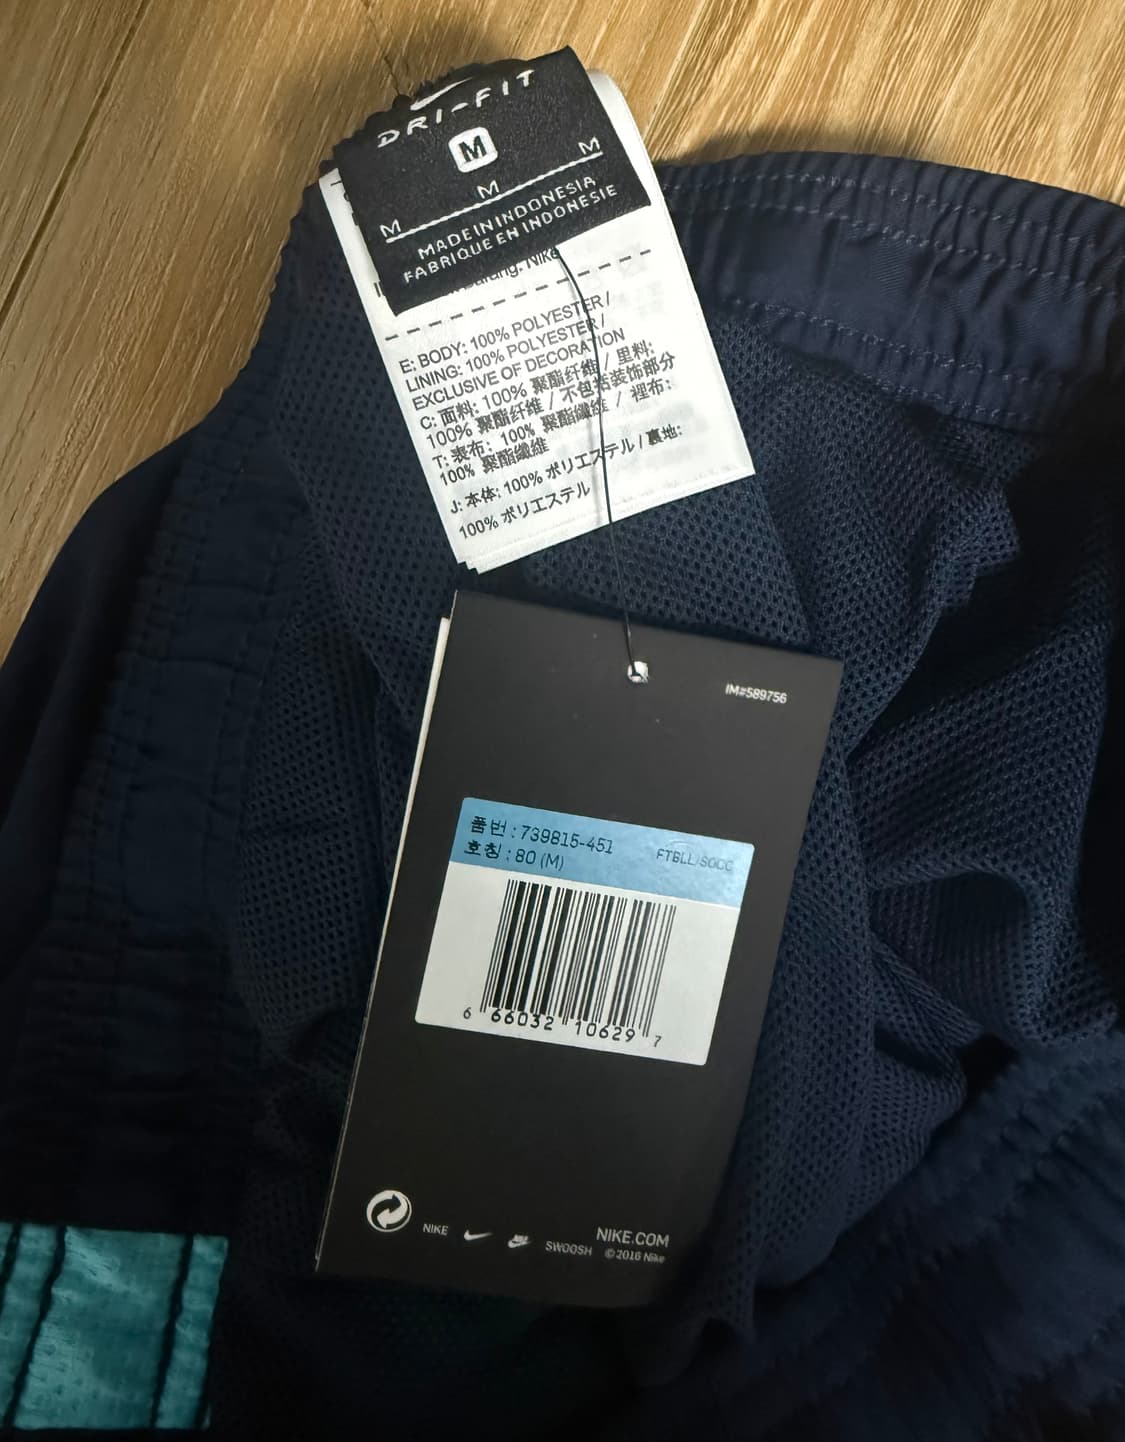 DRI-FIT
M
M M M
MADE IN INDONESIA
FABRIQUE EN INDONESIE
E: BODY: 100% POLYESTER /
LINING: 100% POLYESTER /
EXCLUSIVE OF DECORATION
C: 面料: 100% 聚酯纤维 / 里料:
100% 聚酯纤维 / 不包括装饰部分
T: 表布: 100% 聚酯纖維 / 裡布:
100% 聚酯纖維
J: 本体: 100% ポリエステル / 裏地:
100% ポリエステル
IM#589756
품번 : 739815-451
호칭 : 80 (M)
FTBLL/SOCC
6 66032 10629 7
NIKE
SWOOSH
NIKE.COM
© 2016 Nike